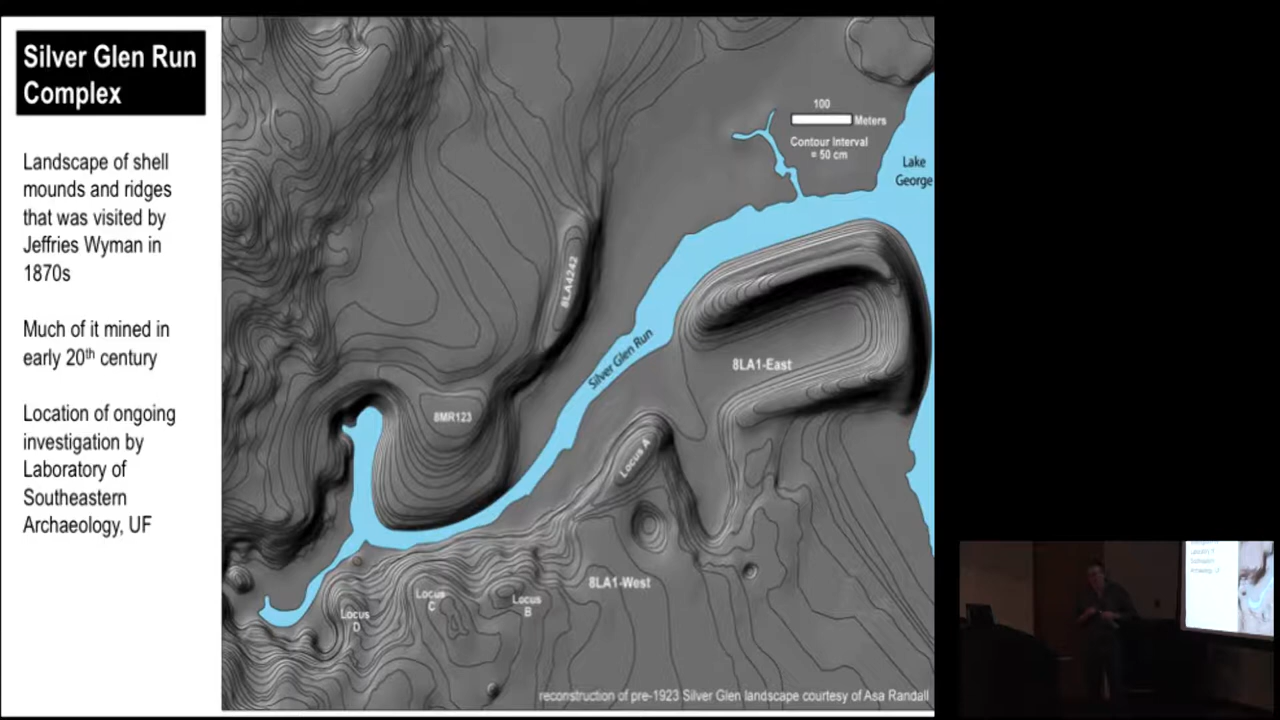 Silver Glen Run
Complex
Landscape of shell
mounds and ridges
that was visited by
Jeffries Wyman in
1870s
Much of it mined in
early 20th century
Location of ongoing
investigation by
Laboratory of
Southeastern
Archaeology, UF
100
Meters
Contour Interval
= 50 cm
Lake
George
8LA4242
Silver Glen Run
8LA1-East
8MR123
Locus A
8LA1-West
Locus
B
Locus
C
Locus
D
reconstruction of pre-1923 Silver Glen landscape courtesy of Asa Randall